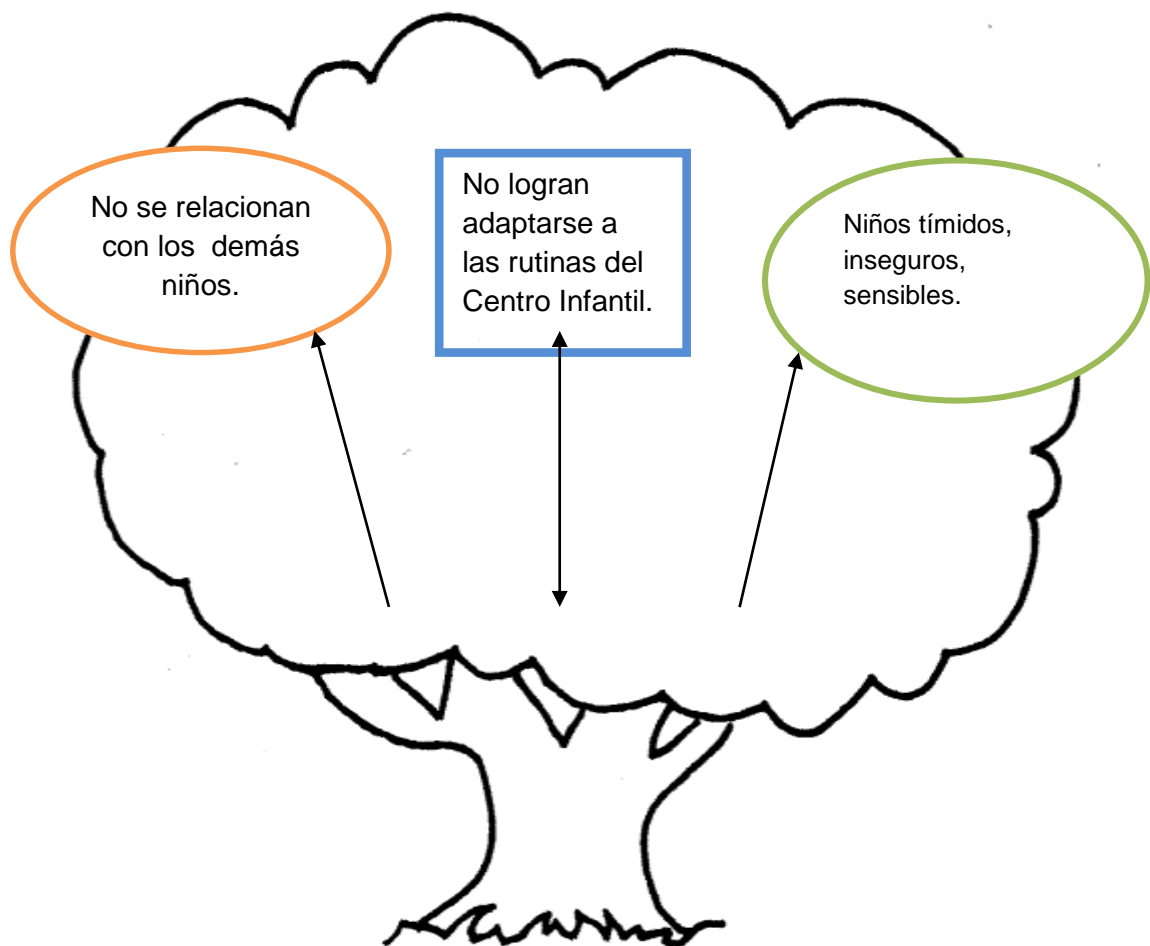 No se relacionan
con los demás
niños.
No logran
adaptarse a
las rutinas del
Centro Infantil.
Niños tímidos,
inseguros,
sensibles.